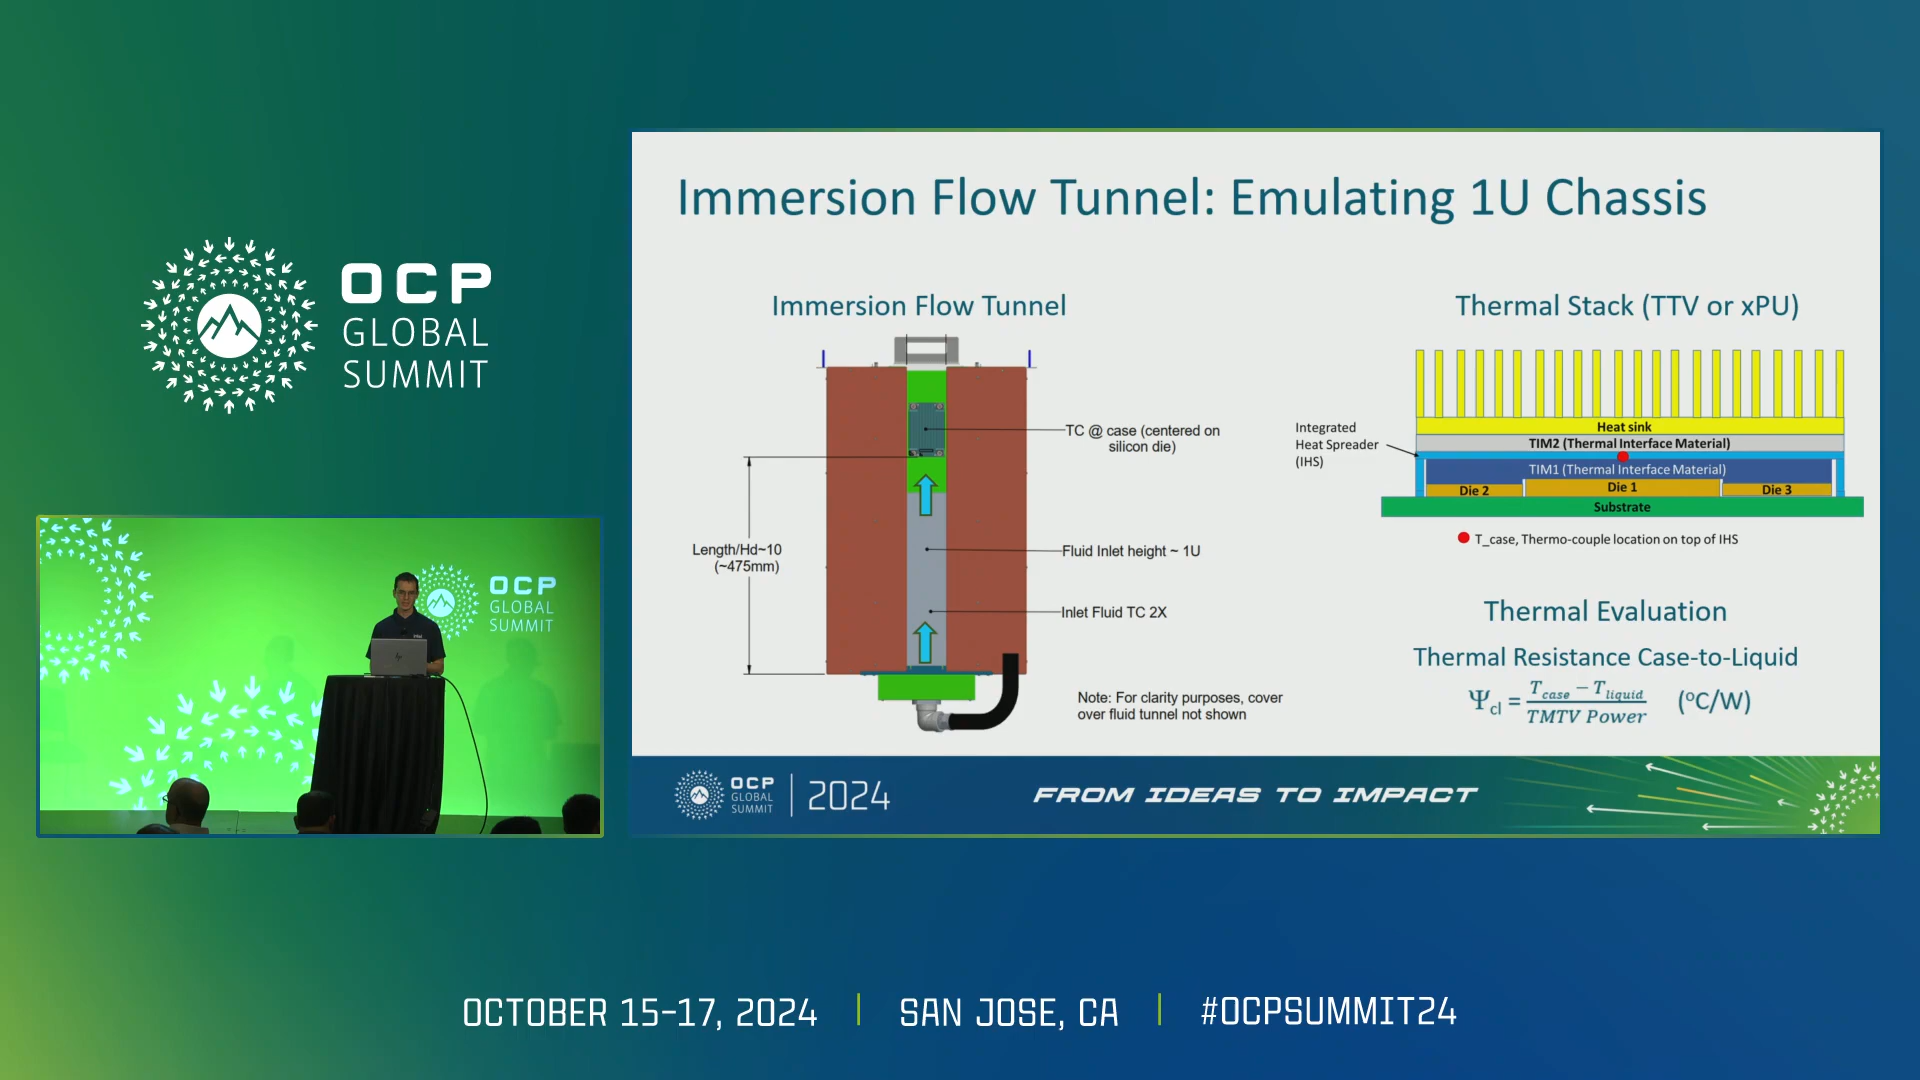 OCP
GLOBAL
SUMMIT
OCP
GLOBAL
SUMMIT
Immersion Flow Tunnel: Emulating 1U Chassis
Immersion Flow Tunnel
TC @ case (centered on
silicon die)
Length/Hd~10
(~475mm)
Fluid Inlet height ~ 1U
Inlet Fluid TC 2X
Note: For clarity purposes, cover
over fluid tunnel not shown
Thermal Stack (TTV or xPU)
Integrated
Heat Spreader
(IHS)
Heat sink
TIM2 (Thermal Interface Material)
TIM1 (Thermal Interface Material)
Die 2
Die 1
Die 3
Substrate
T_case, Thermo-couple location on top of IHS
Thermal Evaluation
Thermal Resistance Case-to-Liquid
Ψcl = (Tcase − Tliquid) / TMTV Power (°C/W)
OCP
GLOBAL
SUMMIT
2024
FROM IDEAS TO IMPACT
OCTOBER 15-17, 2024
SAN JOSE, CA
#OCPSUMMIT24